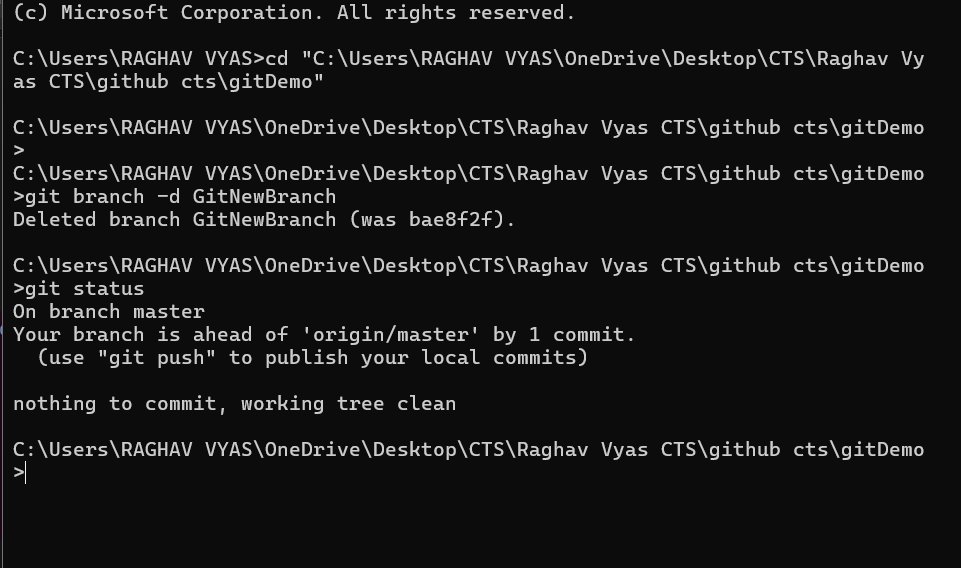 (c) Microsoft Corporation. All rights reserved.
C:\Users\RAGHAV VYAS>cd "C:\Users\RAGHAV VYAS\OneDrive\Desktop\CTS\Raghav Vy
as CTS\github cts\gitDemo"
C:\Users\RAGHAV VYAS\OneDrive\Desktop\CTS\Raghav Vyas CTS\github cts\gitDemo
>
C:\Users\RAGHAV VYAS\OneDrive\Desktop\CTS\Raghav Vyas CTS\github cts\gitDemo
>git branch -d GitNewBranch
Deleted branch GitNewBranch (was bae8f2f).
C:\Users\RAGHAV VYAS\OneDrive\Desktop\CTS\Raghav Vyas CTS\github cts\gitDemo
>git status
On branch master
Your branch is ahead of 'origin/master' by 1 commit.
  (use "git push" to publish your local commits)
nothing to commit, working tree clean
C:\Users\RAGHAV VYAS\OneDrive\Desktop\CTS\Raghav Vyas CTS\github cts\gitDemo
>